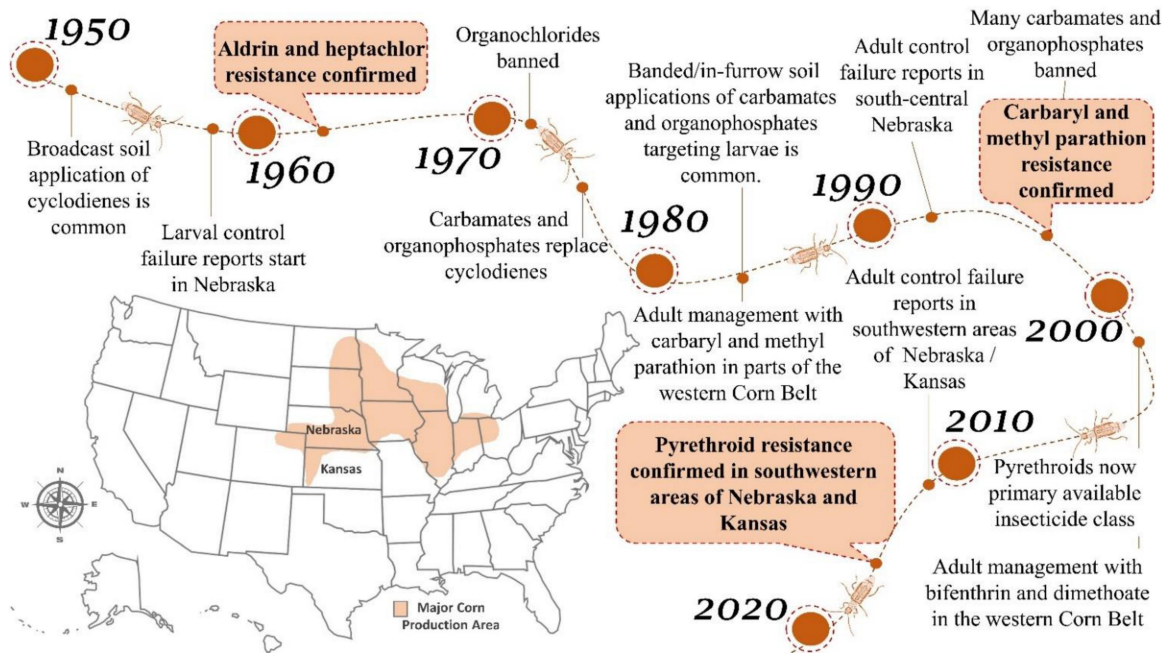 1950
Broadcast soil
application of
cyclodienes is
common
Larval control
failure reports start
in Nebraska
1960
Aldrin and heptachlor
resistance confirmed
1970
Organochlorides
banned
Carbamates and
organophosphates replace
cyclodienes
1980
Banded/in-furrow soil
applications of carbamates
and organophosphates
targeting larvae is
common.
Adult management with
carbaryl and methyl
parathion in parts of the
western Corn Belt
1990
Adult control
failure reports in
south-central
Nebraska
Many carbamates and
organophosphates
banned
Carbaryl and
methyl parathion
resistance
confirmed
2000
Pyrethroids now
primary available
insecticide class
Adult management with
bifenthrin and dimethoate
in the western Corn Belt
2010
Adult control failure
reports in
southwestern areas
of Nebraska /
Kansas
Pyrethroid resistance
confirmed in southwestern
areas of Nebraska and
Kansas
2020
Nebraska
Kansas
N
W E
S
Major Corn
Production Area